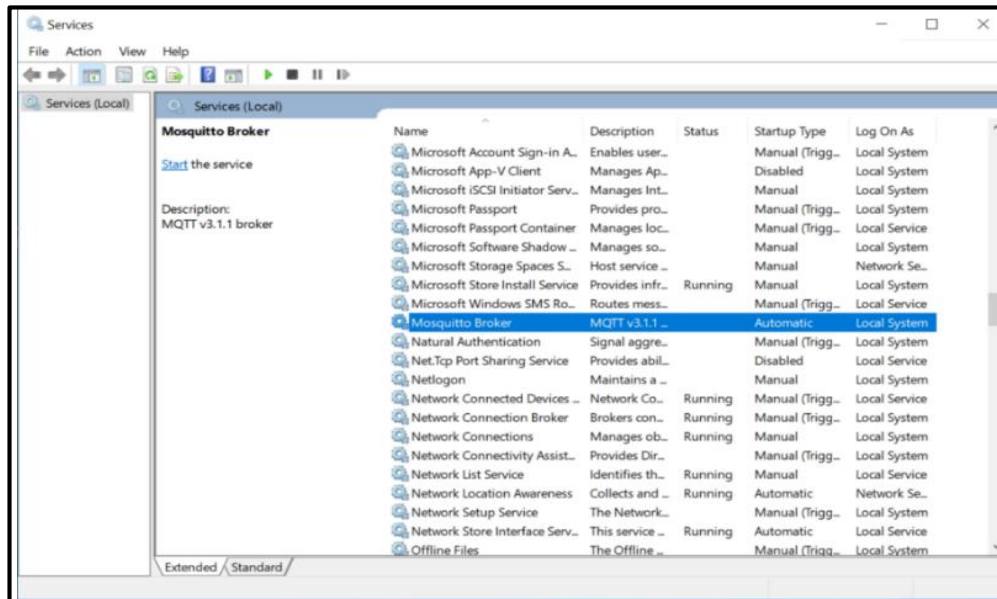 Services
File Action View Help
Services (Local)
Services (Local)
Mosquitto Broker
Start the service
Description:
MQTT v3.1.1 broker
Name Description Status Startup Type Log On As
Microsoft Account Sign-in A... Enables user... Manual (Trigg... Local System
Microsoft App-V Client Manages Ap... Disabled Local System
Microsoft iSCSI Initiator Serv... Manages Int... Manual Local System
Microsoft Passport Provides pro... Manual (Trigg... Local System
Microsoft Passport Container Manages loc... Manual (Trigg... Local Service
Microsoft Software Shadow ... Manages so... Manual Local System
Microsoft Storage Spaces S... Host service ... Manual Network Se...
Microsoft Store Install Service Provides infr... Running Manual Local System
Microsoft Windows SMS Ro... Routes mess... Manual (Trigg... Local Service
Mosquitto Broker MQTT v3.1.1 ... Automatic Local System
Natural Authentication Signal aggre... Manual (Trigg... Local System
Net.Tcp Port Sharing Service Provides abil... Disabled Local Service
Netlogon Maintains a ... Manual Local System
Network Connected Devices ... Network Co... Running Manual (Trigg... Local Service
Network Connection Broker Brokers con... Running Manual (Trigg... Local System
Network Connections Manages ob... Running Manual Local System
Network Connectivity Assist... Provides Dir... Manual (Trigg... Local System
Network List Service Identifies th... Running Manual Local Service
Network Location Awareness Collects and ... Running Automatic Network Se...
Network Setup Service The Network... Manual (Trigg... Local System
Network Store Interface Serv... This service ... Running Automatic Local Service
Offline Files The Offline ... Manual (Trigg... Local System
Extended Standard